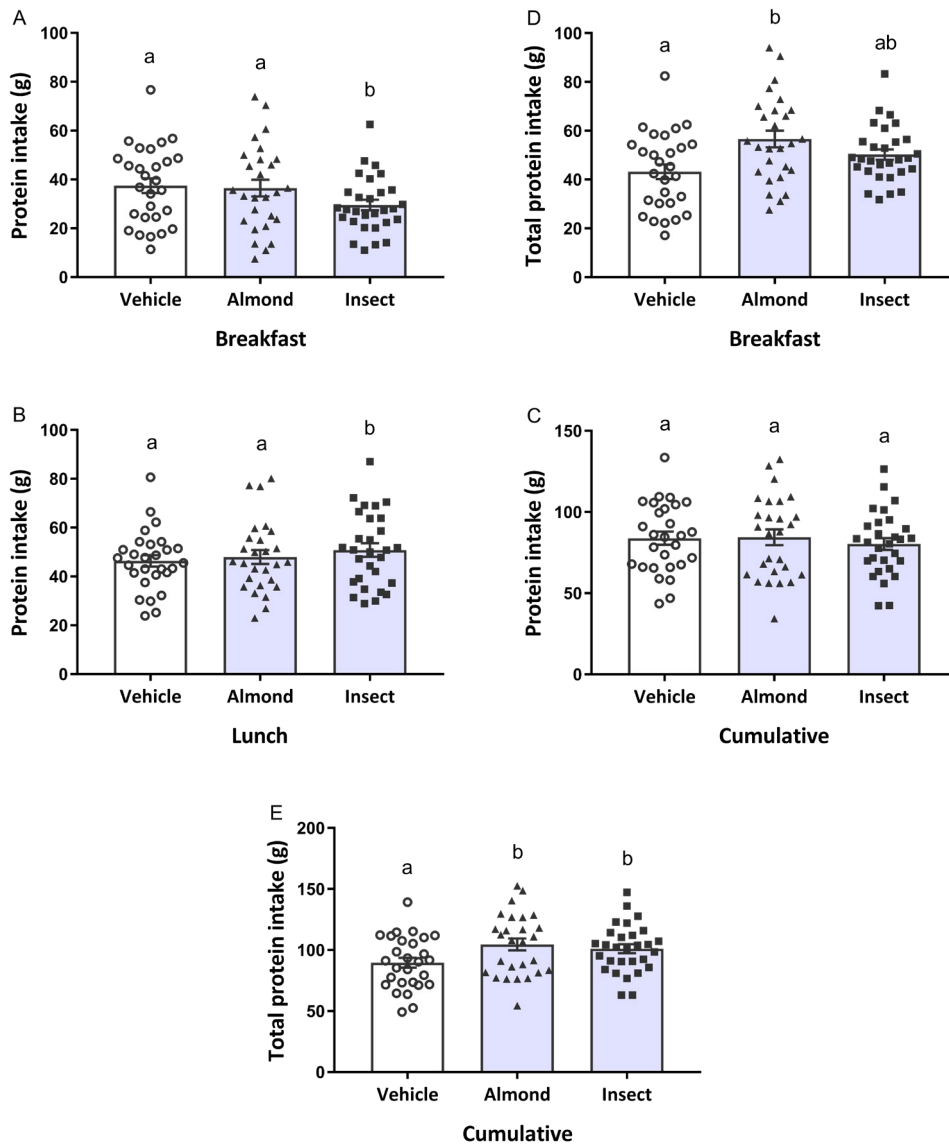 A
Protein intake (g)
100
80
60
40
20
0
a
a
b
Vehicle Almond Insect
Breakfast
D
Total protein intake (g)
100
80
60
40
20
0
a
b
ab
Vehicle Almond Insect
Breakfast
B
Protein intake (g)
100
80
60
40
20
0
a
a
b
Vehicle Almond Insect
Lunch
C
Protein intake (g)
150
100
50
0
a
a
a
Vehicle Almond Insect
Cumulative
E
Total protein intake (g)
200
150
100
50
0
a
b
b
Vehicle Almond Insect
Cumulative